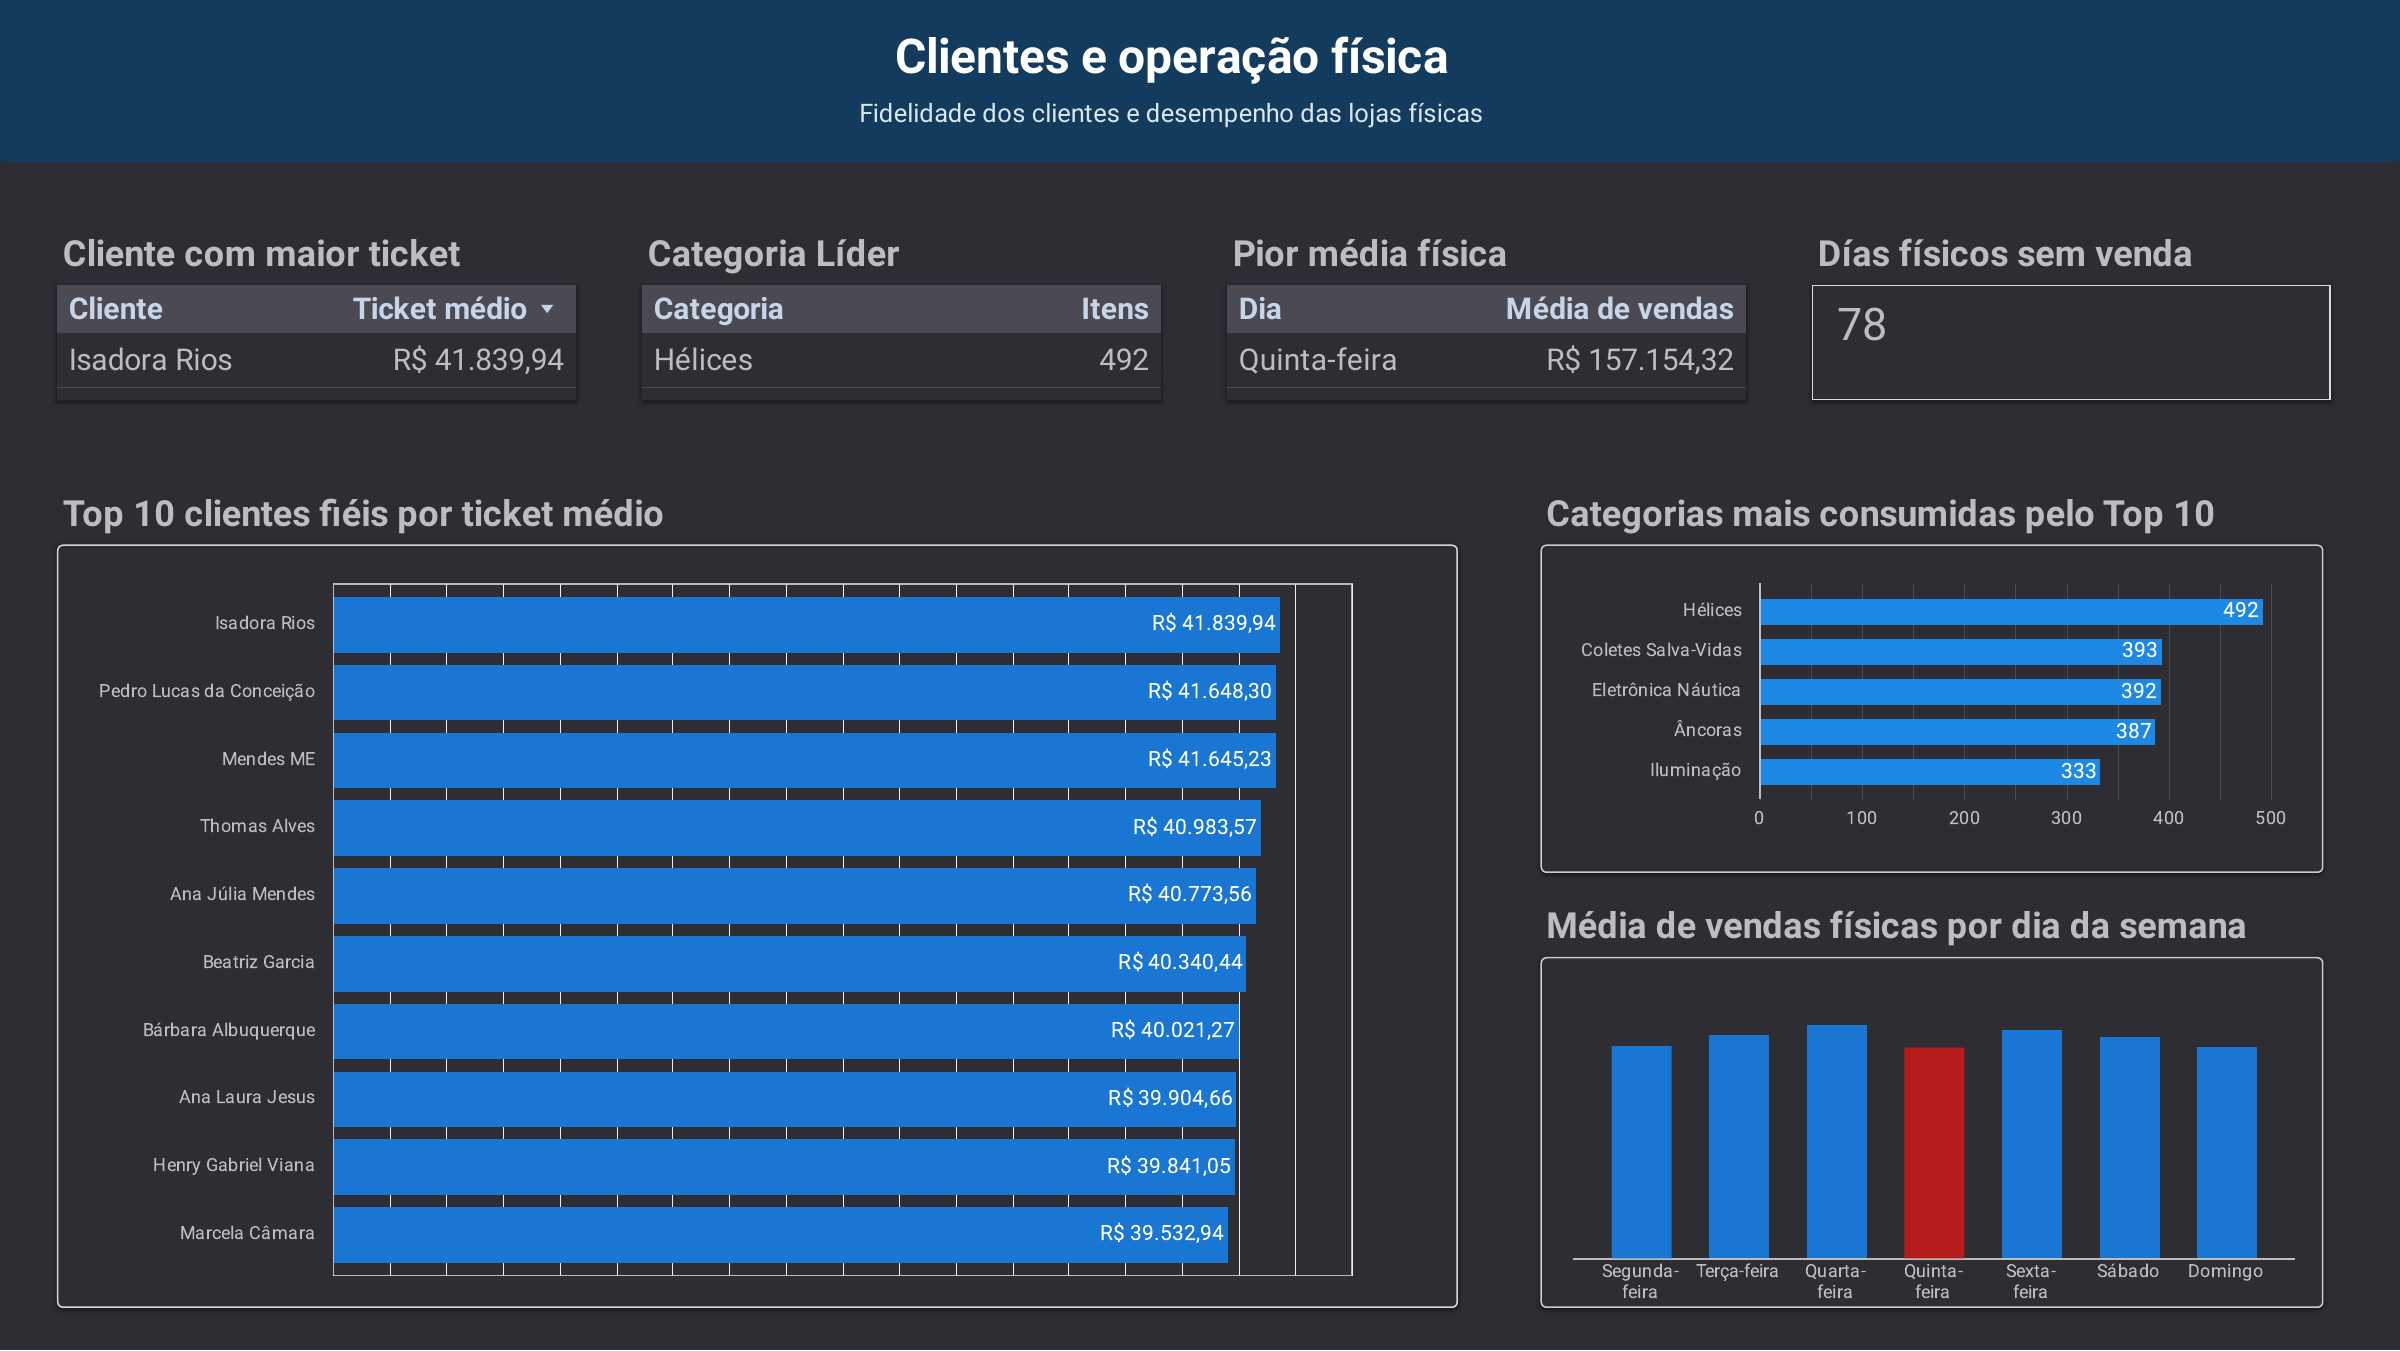 Clientes e operação física
Fidelidade dos clientes e desempenho das lojas físicas
Cliente com maior ticket
Cliente Ticket médio
Isadora Rios R$ 41.839,94
Categoria Líder
Categoria Itens
Hélices 492
Pior média física
Dia Média de vendas
Quinta-feira R$ 157.154,32
Días físicos sem venda
78
Top 10 clientes fiéis por ticket médio
Isadora Rios R$ 41.839,94
Pedro Lucas da Conceição R$ 41.648,30
Mendes ME R$ 41.645,23
Thomas Alves R$ 40.983,57
Ana Júlia Mendes R$ 40.773,56
Beatriz Garcia R$ 40.340,44
Bárbara Albuquerque R$ 40.021,27
Ana Laura Jesus R$ 39.904,66
Henry Gabriel Viana R$ 39.841,05
Marcela Câmara R$ 39.532,94
Categorias mais consumidas pelo Top 10
Hélices 492
Coletes Salva-Vidas 393
Eletrônica Náutica 392
Âncoras 387
Iluminação 333
0 100 200 300 400 500
Média de vendas físicas por dia da semana
Segunda- Terça-feira Quarta- Quinta- Sexta- Sábado Domingo
feira feira feira feira